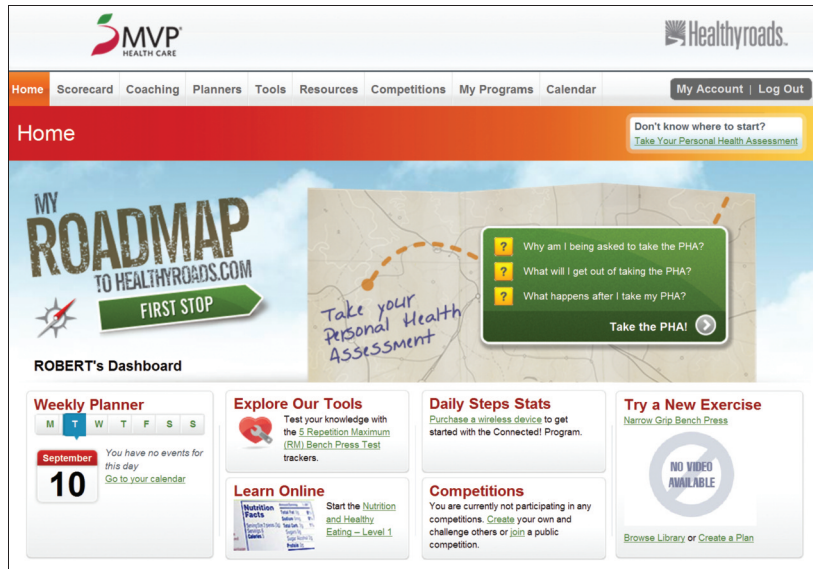 MVP®
HEALTH CARE
Healthyroads.
Home Scorecard Coaching Planners Tools Resources Competitions My Programs Calendar
My Account | Log Out
Home
Don't know where to start?
Take Your Personal Health Assessment
MY
ROADMAP
TO HEALTHYROADS.COM
FIRST STOP
Take your
Personal Health
Assessment
? Why am I being asked to take the PHA?
? What will I get out of taking the PHA?
? What happens after I take my PHA?
Take the PHA!
ROBERT's Dashboard
Weekly Planner
M T W T F S S
September
10
You have no events for
this day
Go to your calendar
Explore Our Tools
Test your knowledge with
the 5 Repetition Maximum
(RM) Bench Press Test
trackers.
Learn Online
Nutrition
Facts
Start the Nutrition
and Healthy
Eating – Level 1
Daily Steps Stats
Purchase a wireless device to get
started with the Connected! Program.
Competitions
You are currently not participating in any
competitions. Create your own and
challenge others or join a public
competition.
Try a New Exercise
Narrow Grip Bench Press
NO VIDEO
AVAILABLE
Browse Library or Create a Plan